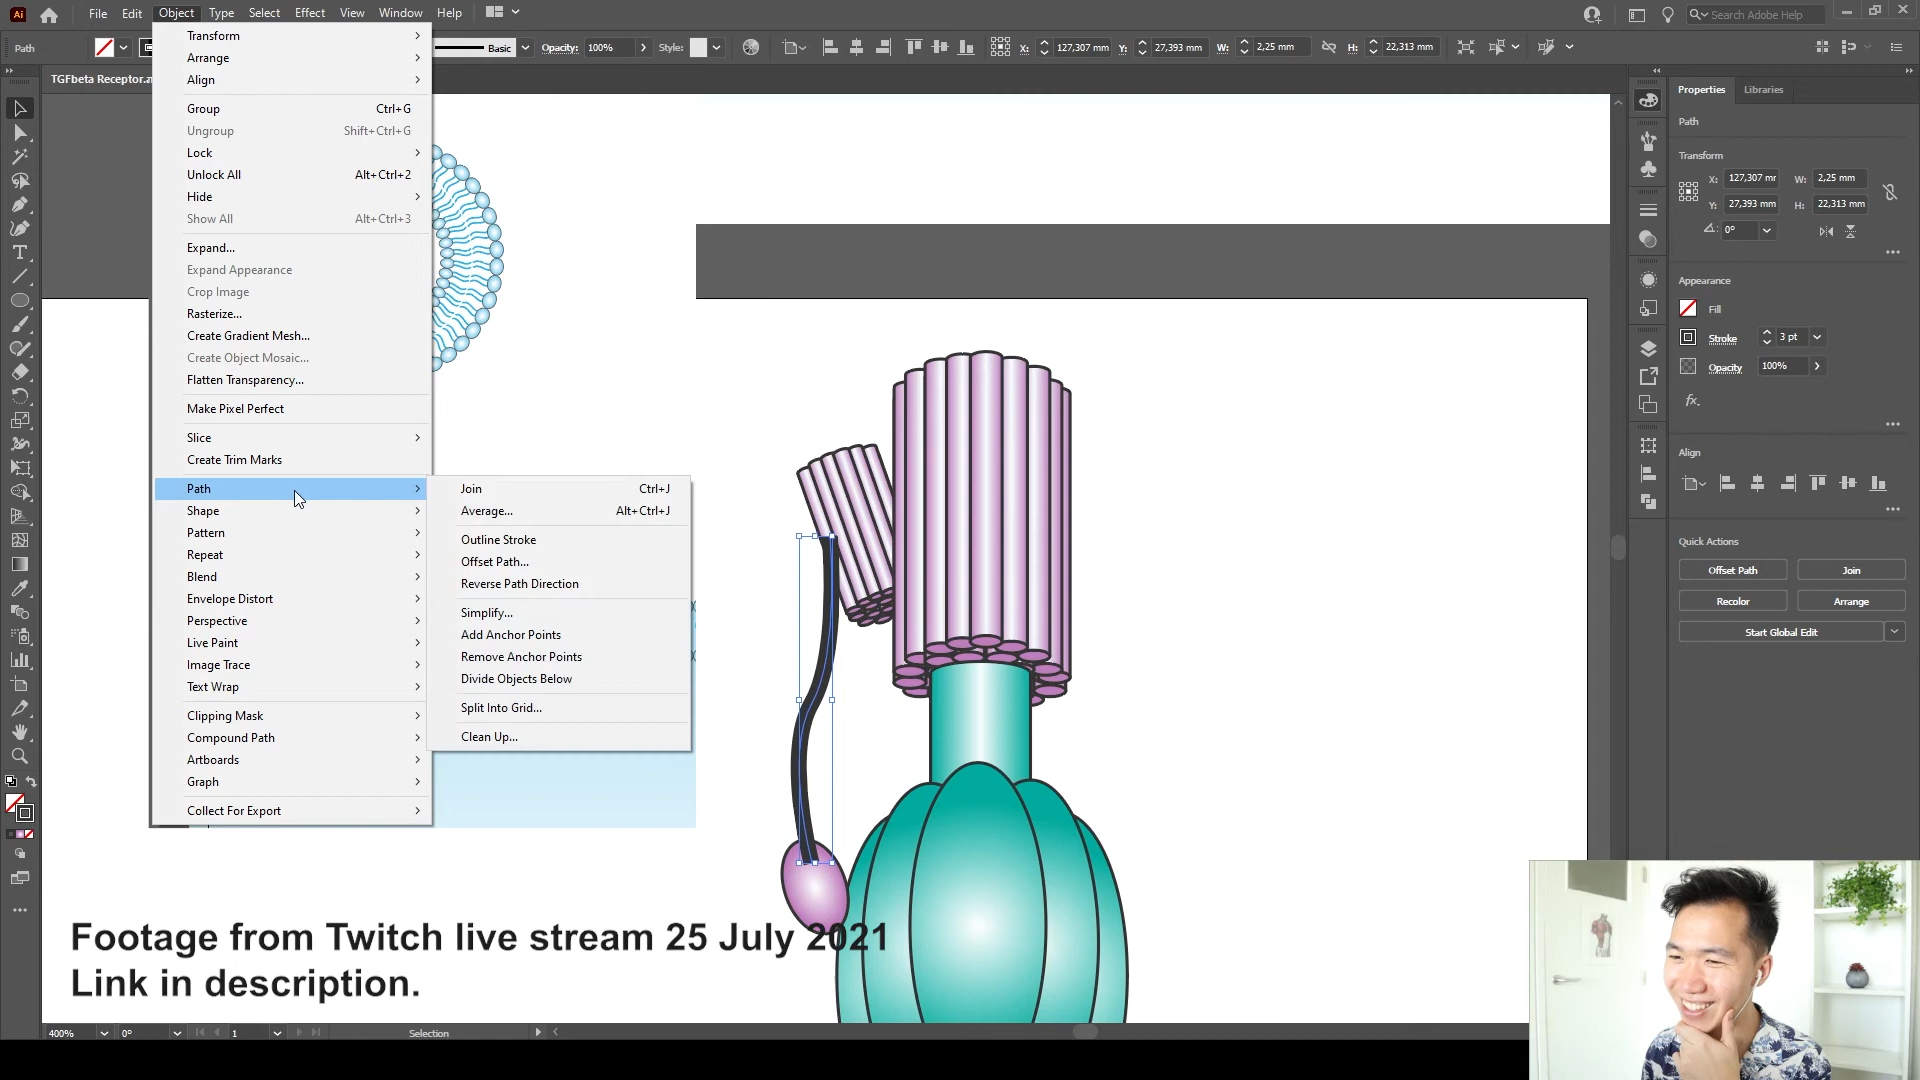 File Edit Object Type Select Effect View Window Help
Search Adobe Help
Path
Basic
Opacity: 100%
Style:
X: 127,307 mm Y: 27,393 mm W: 2,25 mm H: 22,313 mm
TGFbeta Receptor.
Transform
Arrange
Align
Group Ctrl+G
Ungroup Shift+Ctrl+G
Lock
Unlock All Alt+Ctrl+2
Hide
Show All Alt+Ctrl+3
Expand...
Expand Appearance
Crop Image
Rasterize...
Create Gradient Mesh...
Create Object Mosaic...
Flatten Transparency...
Make Pixel Perfect
Slice
Create Trim Marks
Path
Shape
Pattern
Repeat
Blend
Envelope Distort
Perspective
Live Paint
Image Trace
Text Wrap
Clipping Mask
Compound Path
Artboards
Graph
Collect For Export
Join Ctrl+J
Average... Alt+Ctrl+J
Outline Stroke
Offset Path...
Reverse Path Direction
Simplify...
Add Anchor Points
Remove Anchor Points
Divide Objects Below
Split Into Grid...
Clean Up...
Properties Libraries
Path
Transform
X: 127,307 mr W: 2,25 mm
Y: 27,393 mm H: 22,313 mm
0°
Appearance
Fill
Stroke 3 pt
Opacity 100%
fx.
Align
Quick Actions
Offset Path Join
Recolor Arrange
Start Global Edit
Footage from Twitch live stream 25 July 2021
Link in description.
400% 0° 1 Selection